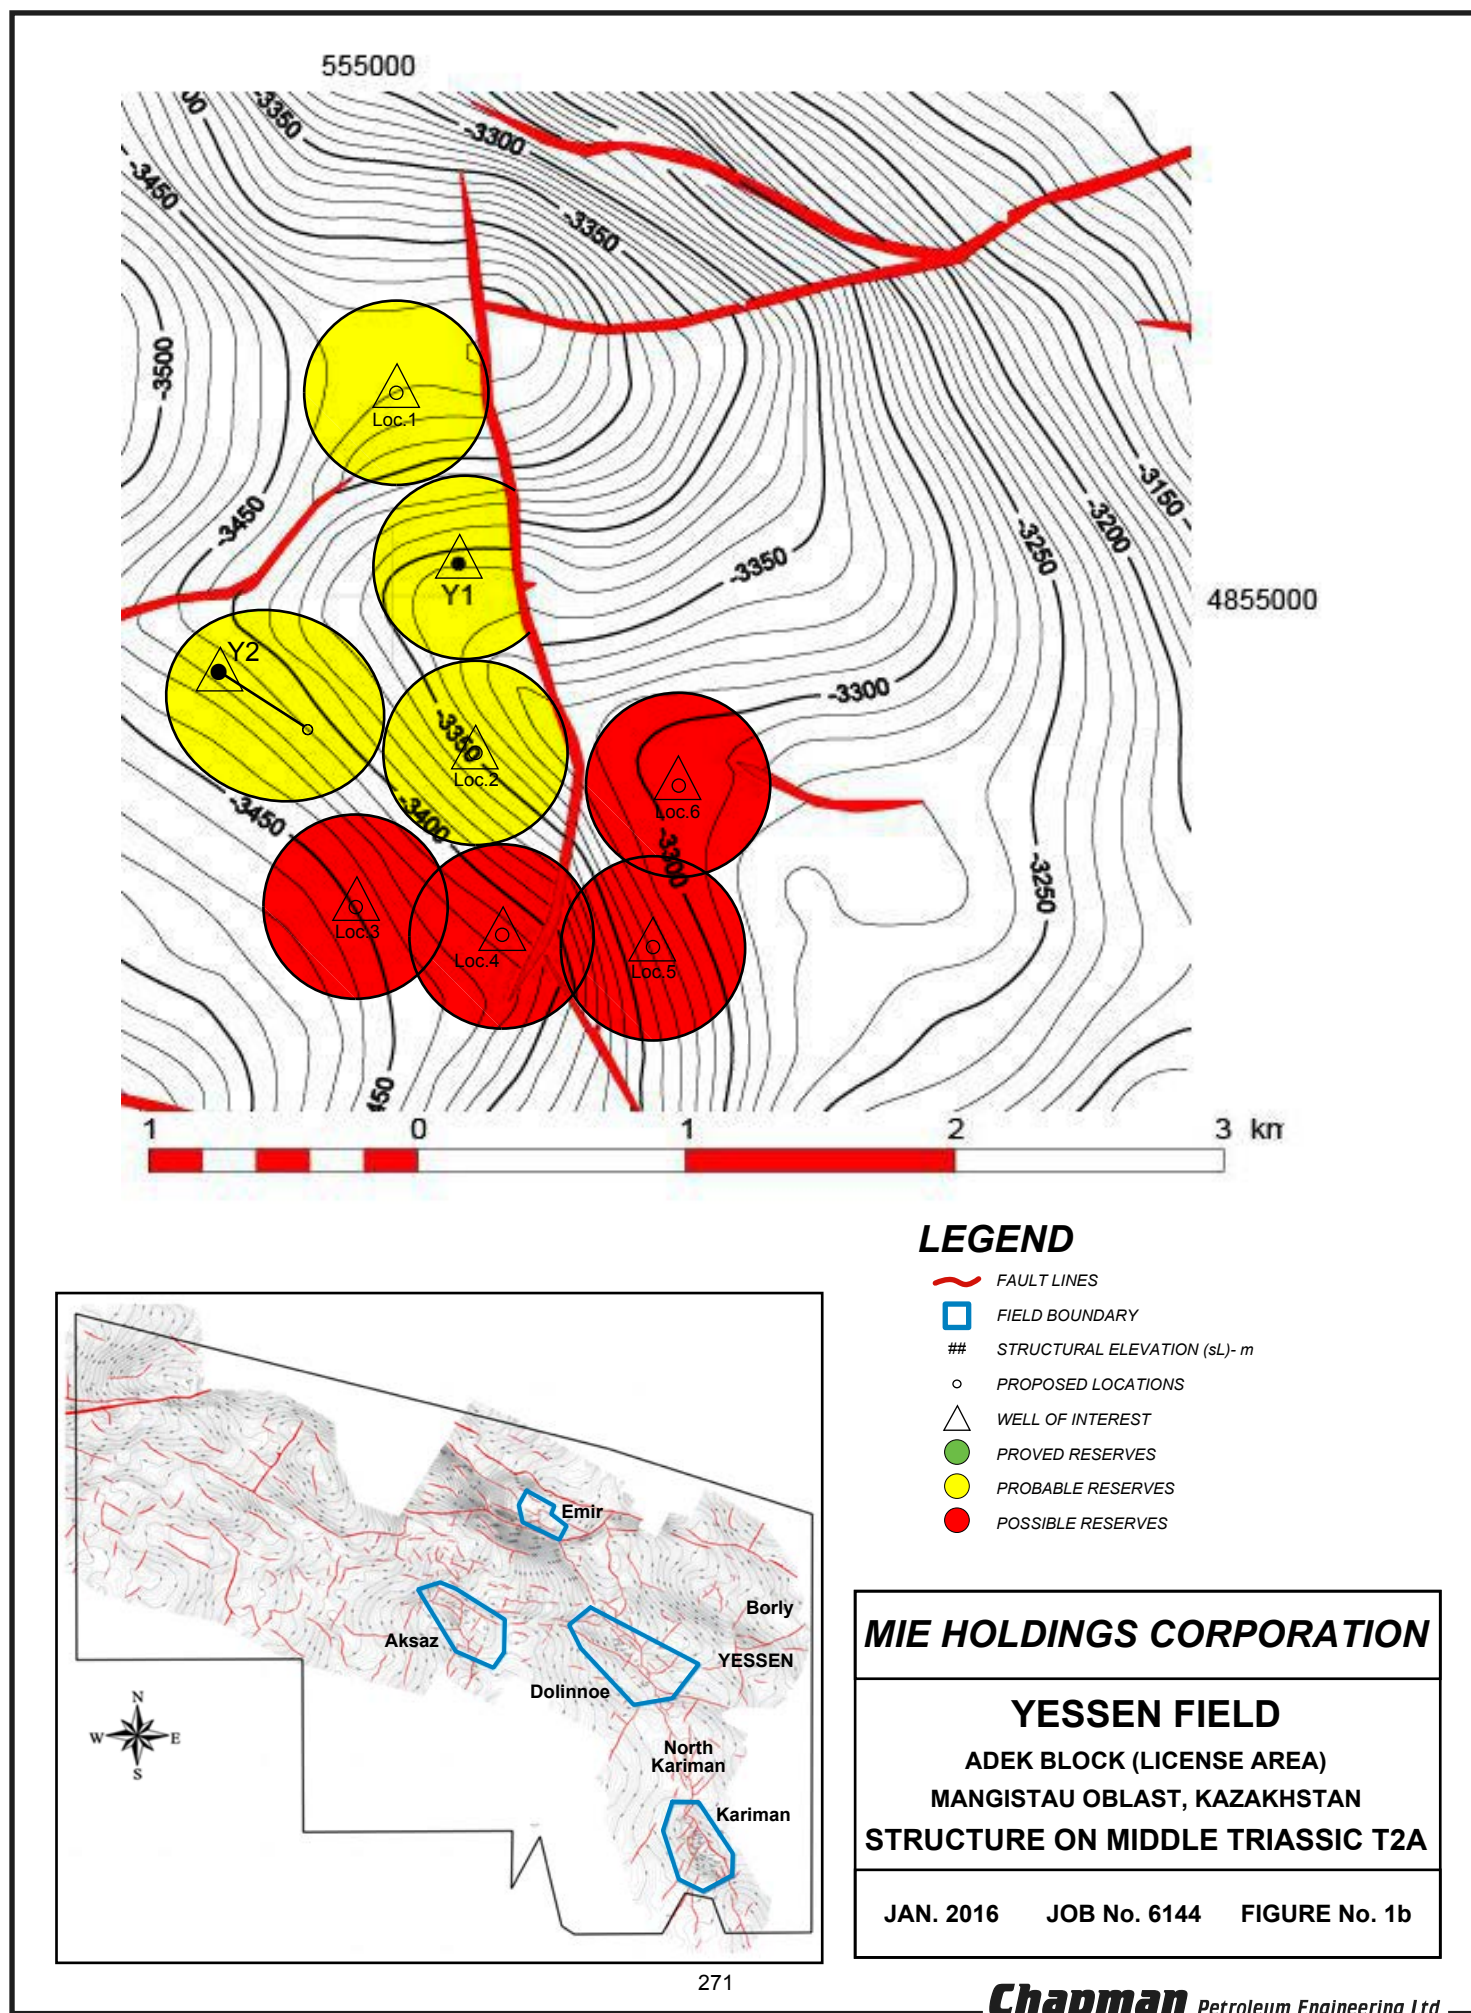 555000
00
-3350
-3300
-3450
-3350
-3500
Loc.1
-3450
-3150
-3200
-3250
-3350
Y1
4855000
Y2
-3300
-3350
Loc.2
-3400
-3450
Loc.6
-3300
-3250
Loc.3
Loc.4
Loc.5
450
1 0 1 2 3 km
LEGEND
FAULT LINES
FIELD BOUNDARY
## STRUCTURAL ELEVATION (sL)- m
PROPOSED LOCATIONS
WELL OF INTEREST
PROVED RESERVES
PROBABLE RESERVES
POSSIBLE RESERVES
Emir
Borly
Aksaz
YESSEN
Dolinnoe
North
Kariman
Kariman
N
W E
S
MIE HOLDINGS CORPORATION
YESSEN FIELD
ADEK BLOCK (LICENSE AREA)
MANGISTAU OBLAST, KAZAKHSTAN
STRUCTURE ON MIDDLE TRIASSIC T2A
JAN. 2016 JOB No. 6144 FIGURE No. 1b
271
Chapman Petroleum Engineering Ltd